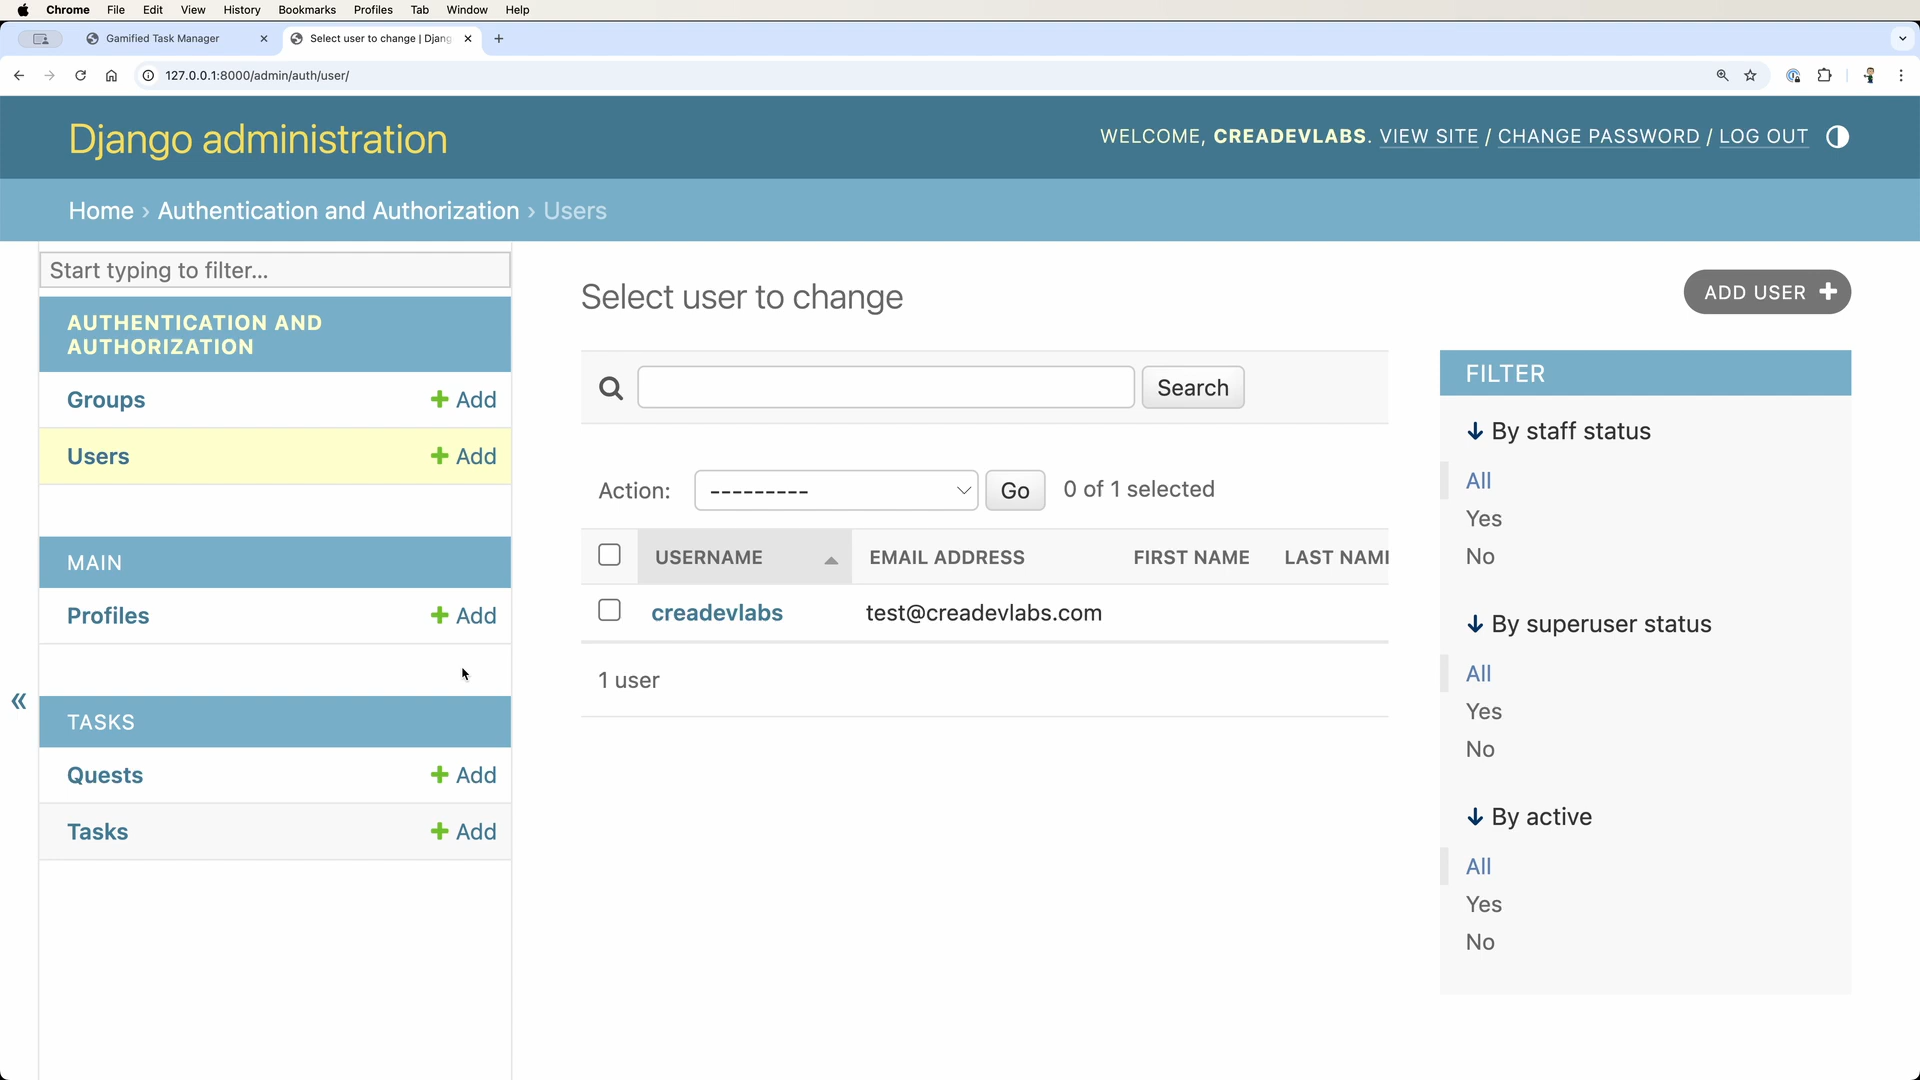 Chrome File Edit View History Bookmarks Profiles Tab Window Help
Gamified Task Manager
Select user to change | Djang
127.0.0.1:8000/admin/auth/user/
Django administration
WELCOME, CREADEVLABS. VIEW SITE / CHANGE PASSWORD / LOG OUT
Home › Authentication and Authorization › Users
Start typing to filter...
AUTHENTICATION AND
AUTHORIZATION
Groups + Add
Users + Add
MAIN
Profiles + Add
TASKS
Quests + Add
Tasks + Add
«
Select user to change
ADD USER +
Search
Action: --------- Go 0 of 1 selected
USERNAME EMAIL ADDRESS FIRST NAME LAST NAME
creadevlabs test@creadevlabs.com
1 user
FILTER
↓ By staff status
All
Yes
No
↓ By superuser status
All
Yes
No
↓ By active
All
Yes
No